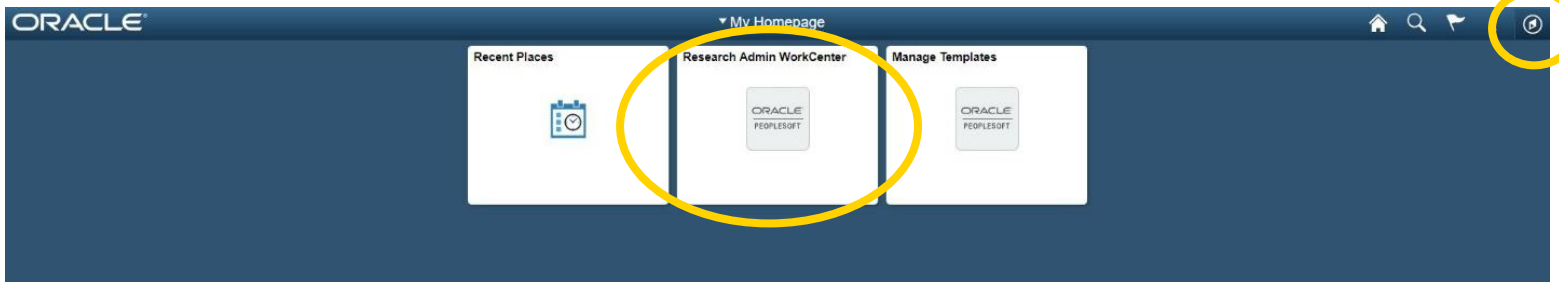 ORACLE
My Homepage
Recent Places
Research Admin WorkCenter
Manage Templates
ORACLE
PEOPLESOFT
ORACLE
PEOPLESOFT